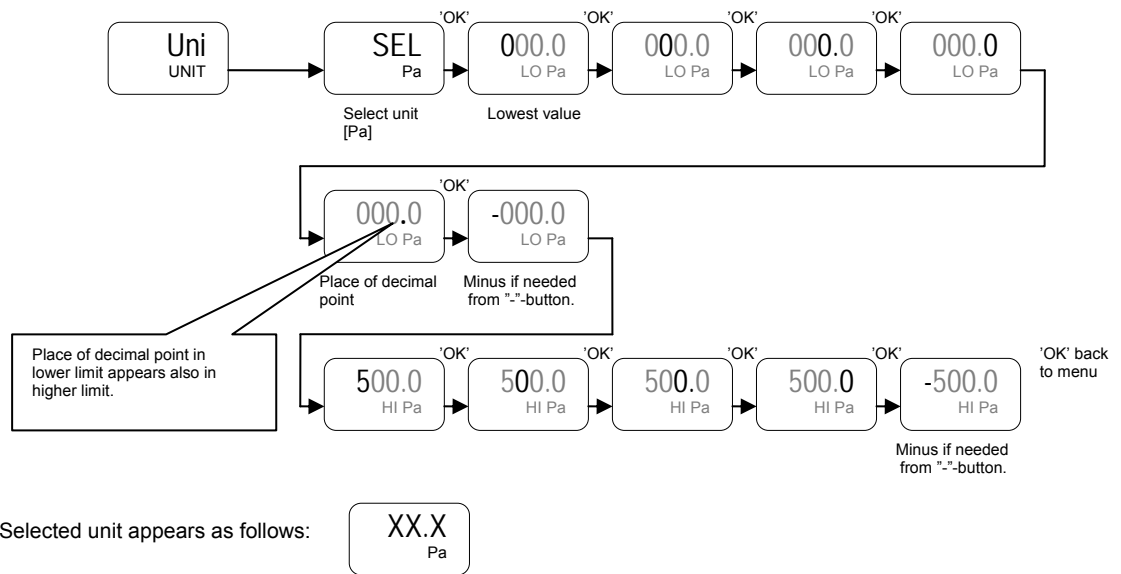 'OK' 'OK' 'OK' 'OK'
Uni
UNIT
SEL
Pa
000.0
LO Pa
000.0
LO Pa
000.0
LO Pa
000.0
LO Pa
Select unit
[Pa]
Lowest value
'OK'
000.0
LO Pa
-000.0
LO Pa
Place of decimal
point
Minus if needed
from "-"-button.
Place of decimal point in
lower limit appears also in
higher limit.
'OK' 'OK' 'OK' 'OK'
500.0
HI Pa
500.0
HI Pa
500.0
HI Pa
500.0
HI Pa
-500.0
HI Pa
'OK' back
to menu
Minus if needed
from "-"-button.
Selected unit appears as follows:
XX.X
Pa